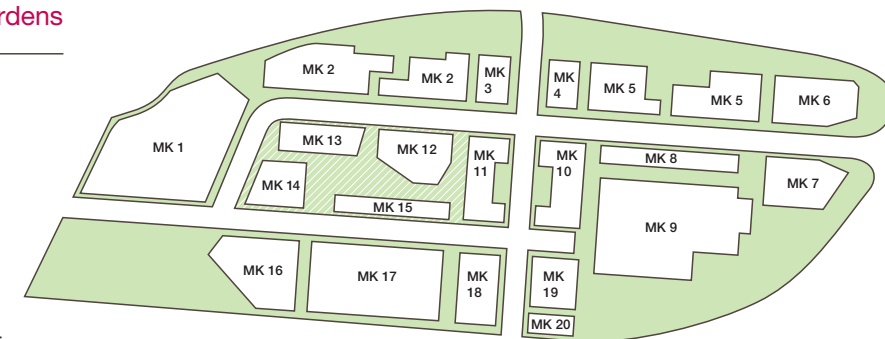 rdens
MK 2
MK 2
MK
3
MK
4
MK 5
MK 5
MK 6
MK 1
MK 13
MK 12
MK
11
MK
10
MK 8
MK 7
MK 14
MK 15
MK 9
MK 16
MK 17
MK
18
MK
19
MK 20